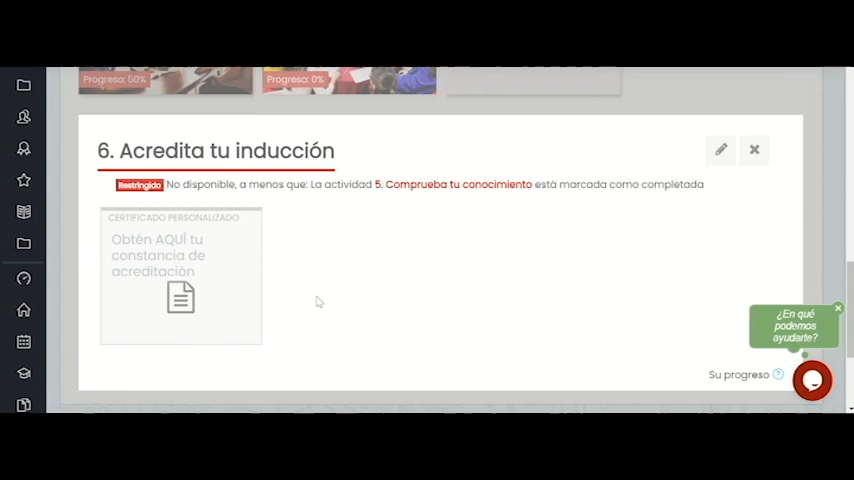 Progreso: 50%
Progreso: 0%
6. Acredita tu inducción
Restringido No disponible, a menos que: La actividad 5. Comprueba tu conocimiento está marcada como completada
CERTIFICADO PERSONALIZADO
Obtén AQUÍ tu
constancia de
acreditación
¿En qué
podemos
ayudarte?
Su progreso